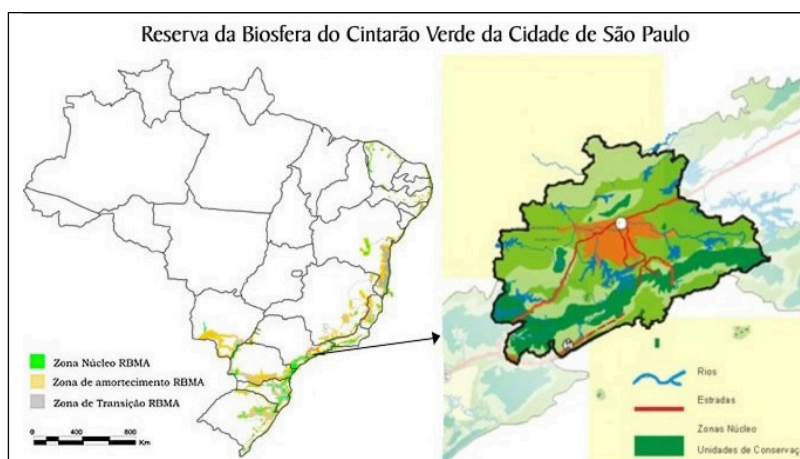 Reserva da Biosfera do Cintarão Verde da Cidade de São Paulo
Zona Núcleo RBMA
Zona de amortecimento RBMA
Zona de Transição RBMA
0 400 800
Km
Rios
Estradas
Zonas Núcleo
Unidades de Conservaç